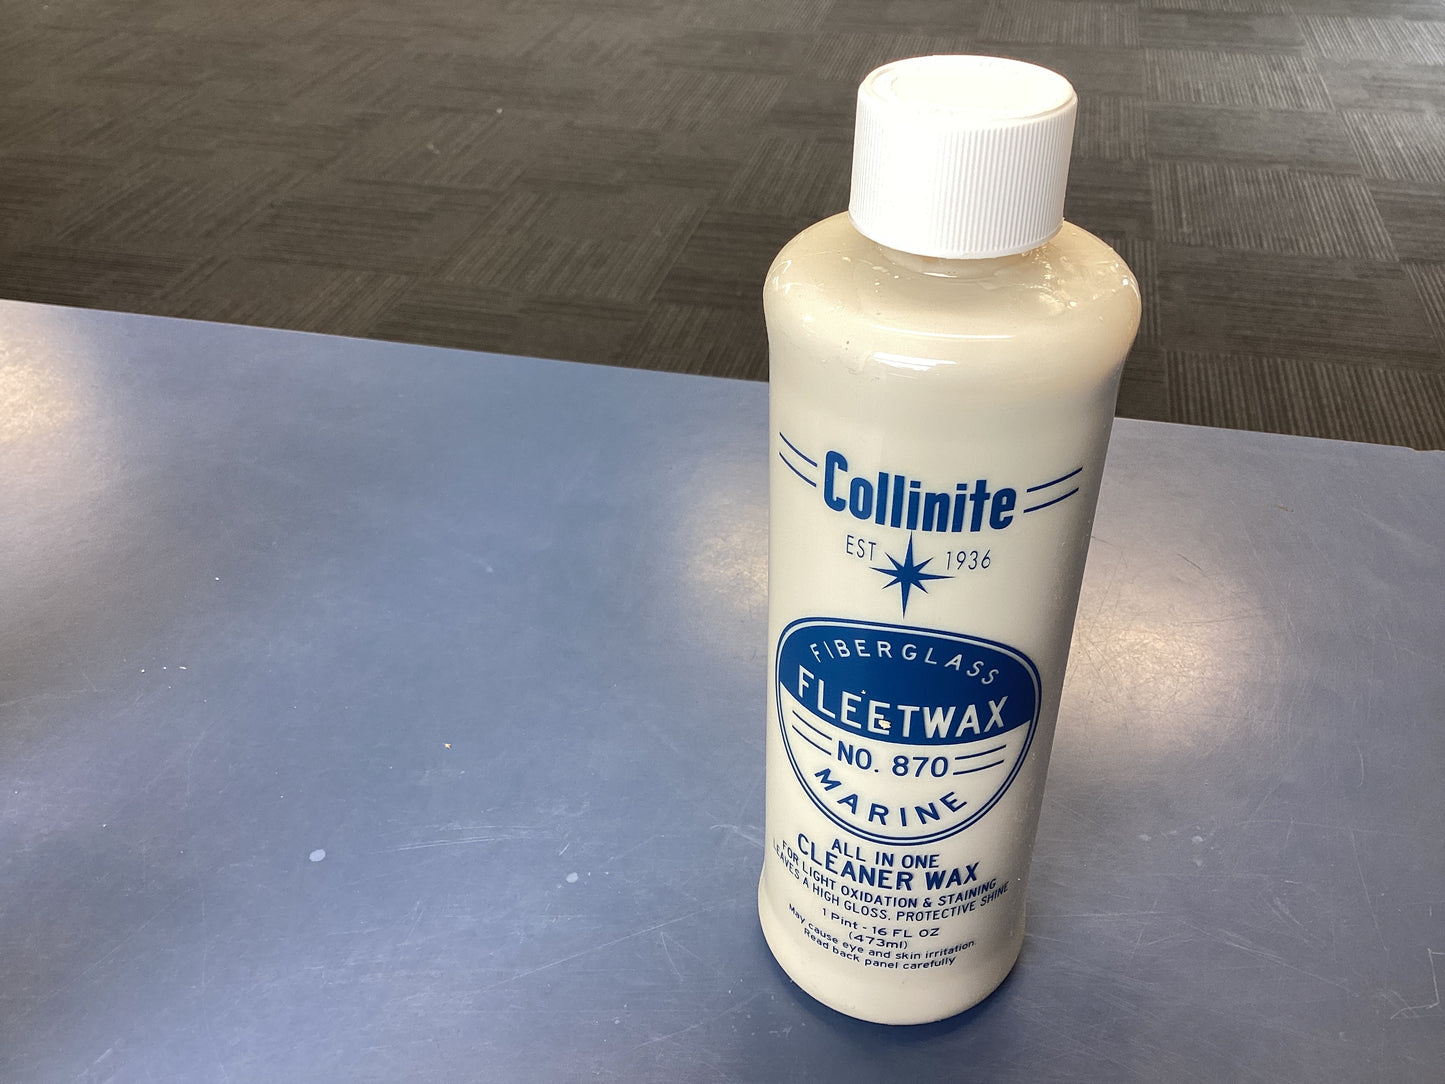 Collinite
EST 1936
FIBERGLASS
FLEETWAX
NO. 870
MARINE
ALL IN ONE
CLEANER WAX
FOR LIGHT OXIDATION & STAINING
LEAVES A HIGH GLOSS, PROTECTIVE SHINE
1 Pint - 16 FL OZ
(473ml)
May cause eye and skin irritation.
Read back panel carefully